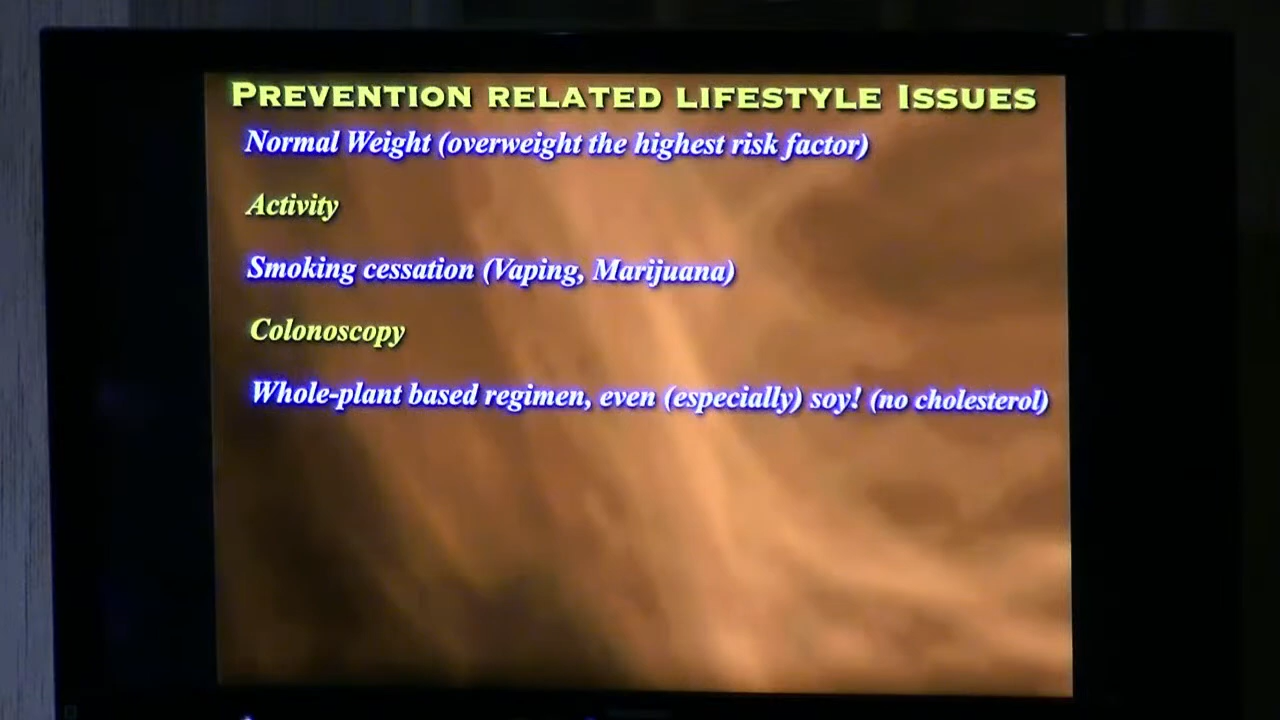 Prevention related lifestyle Issues
Normal Weight (overweight the highest risk factor)
Activity
Smoking cessation (Vaping, Marijuana)
Colonoscopy
Whole-plant based regimen, even (especially) soy! (no cholesterol)